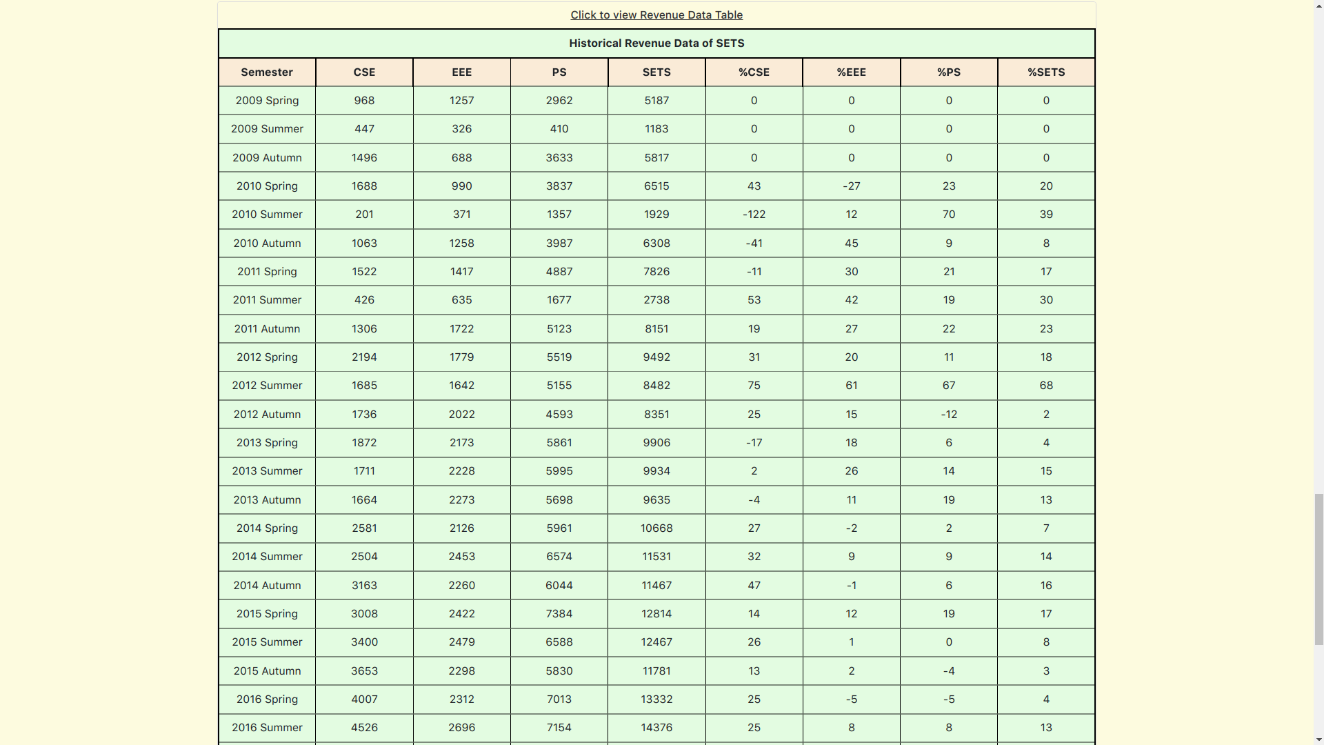 Click to view Revenue Data Table
Historical Revenue Data of SETS
Semester CSE EEE PS SETS %CSE %EEE %PS %SETS
2009 Spring 968 1257 2962 5187 0 0 0 0
2009 Summer 447 326 410 1183 0 0 0 0
2009 Autumn 1496 688 3633 5817 0 0 0 0
2010 Spring 1688 990 3837 6515 43 -27 23 20
2010 Summer 201 371 1357 1929 -122 12 70 39
2010 Autumn 1063 1258 3987 6308 -41 45 9 8
2011 Spring 1522 1417 4887 7826 -11 30 21 17
2011 Summer 426 635 1677 2738 53 42 19 30
2011 Autumn 1306 1722 5123 8151 19 27 22 23
2012 Spring 2194 1779 5519 9492 31 20 11 18
2012 Summer 1685 1642 5155 8482 75 61 67 68
2012 Autumn 1736 2022 4593 8351 25 15 -12 2
2013 Spring 1872 2173 5861 9906 -17 18 6 4
2013 Summer 1711 2228 5995 9934 2 26 14 15
2013 Autumn 1664 2273 5698 9635 -4 11 19 13
2014 Spring 2581 2126 5961 10668 27 -2 2 7
2014 Summer 2504 2453 6574 11531 32 9 9 14
2014 Autumn 3163 2260 6044 11467 47 -1 6 16
2015 Spring 3008 2422 7384 12814 14 12 19 17
2015 Summer 3400 2479 6588 12467 26 1 0 8
2015 Autumn 3653 2298 5830 11781 13 2 -4 3
2016 Spring 4007 2312 7013 13332 25 -5 -5 4
2016 Summer 4526 2696 7154 14376 25 8 8 13